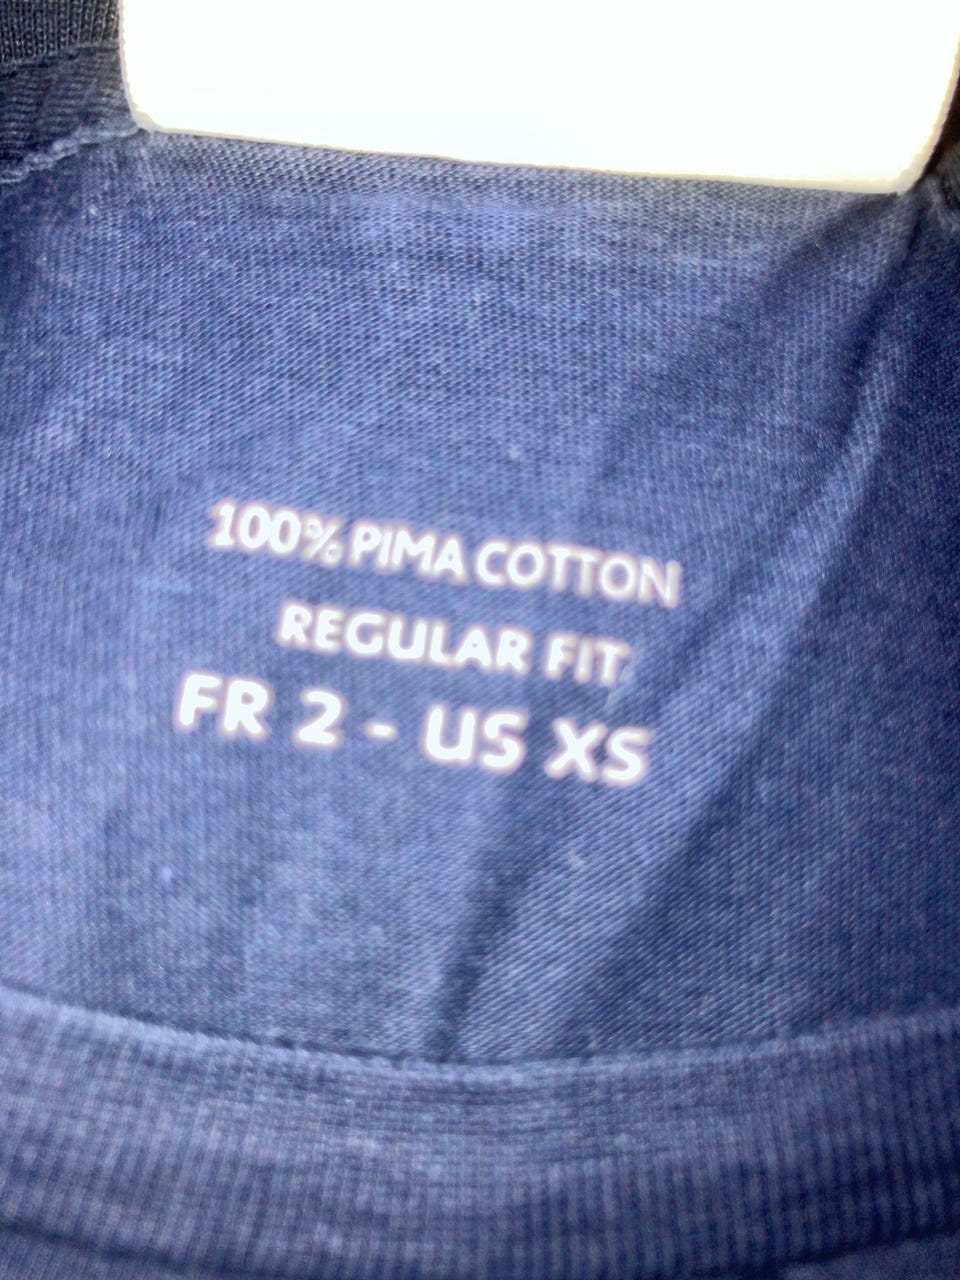 100% PIMA COTTON
REGULAR FIT
FR 2 - US XS